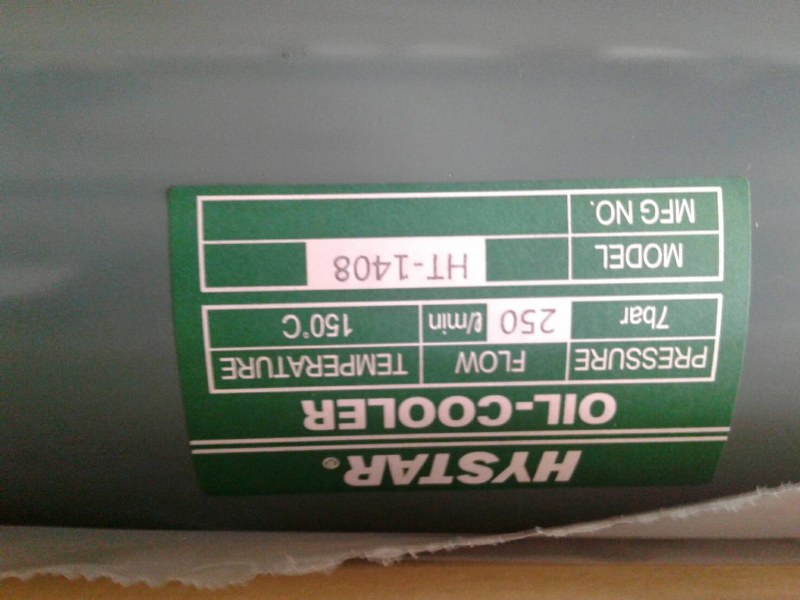 HYSTAR®
OIL-COOLER
PRESSURE FLOW TEMPERATURE
7bar 250 ℓ/min 150°C
MODEL HT-1408
MFG NO.